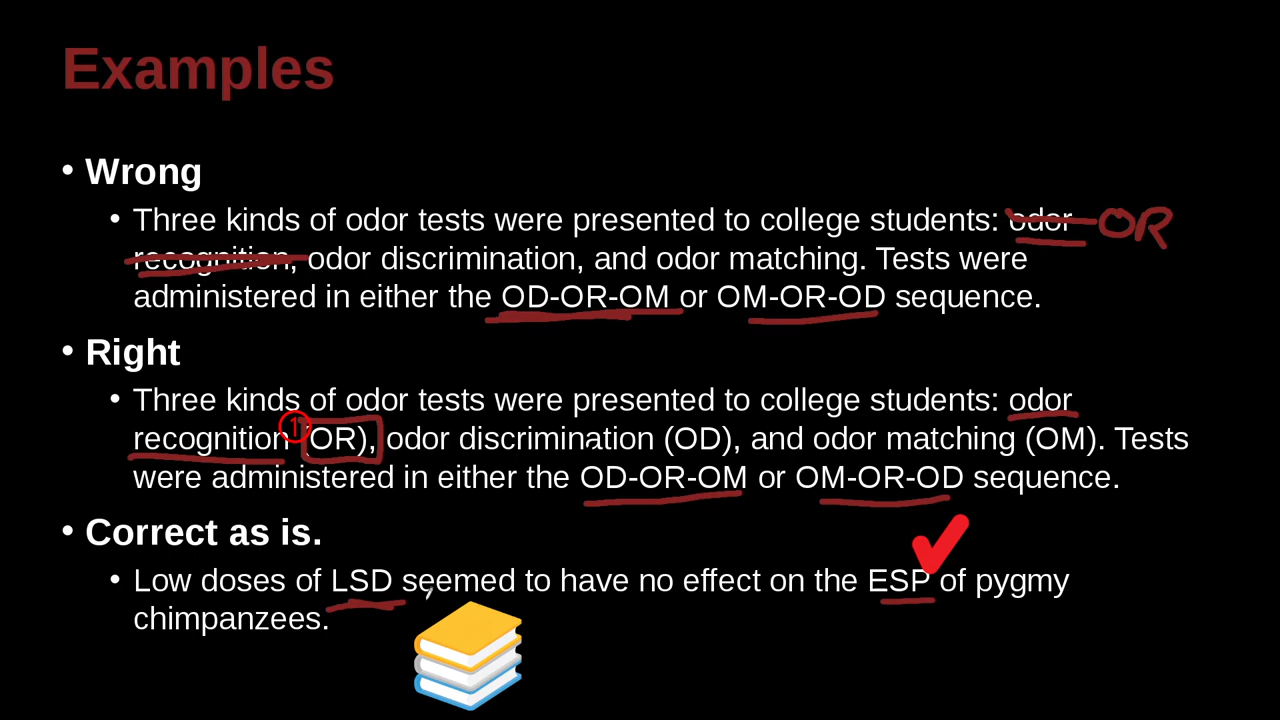 Examples
• Wrong
• Three kinds of odor tests were presented to college students: odor OR
recognition, odor discrimination, and odor matching. Tests were
administered in either the OD-OR-OM or OM-OR-OD sequence.
• Right
• Three kinds of odor tests were presented to college students: odor
recognition ① (OR), odor discrimination (OD), and odor matching (OM). Tests
were administered in either the OD-OR-OM or OM-OR-OD sequence.
• Correct as is.
• Low doses of LSD seemed to have no effect on the ESP of pygmy
chimpanzees.